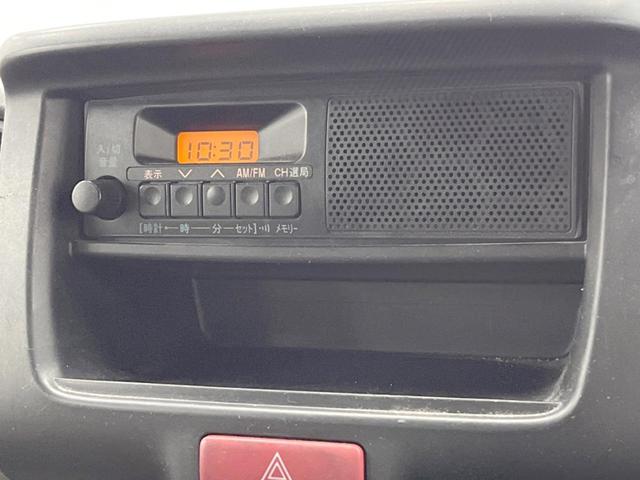 10:30
入/切
音量
表示 ∨ ∧ AM/FM CH選局
[時計 ←時 — 分 — セット] メモリー